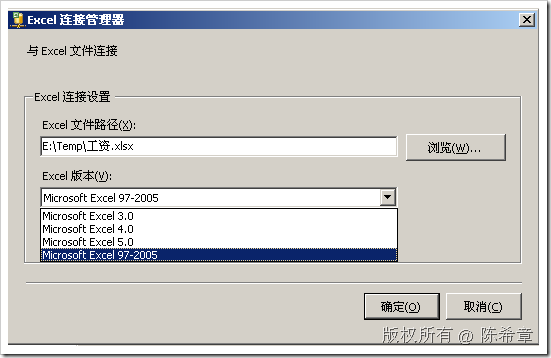 Excel 连接管理器
与 Excel 文件连接
Excel 连接设置
Excel 文件路径(X):
E:\Temp\工资.xlsx
浏览(W)...
Excel 版本(V):
Microsoft Excel 97-2005
Microsoft Excel 3.0
Microsoft Excel 4.0
Microsoft Excel 5.0
Microsoft Excel 97-2005
确定(O)
取消(C)
版权所有 @ 陈希章